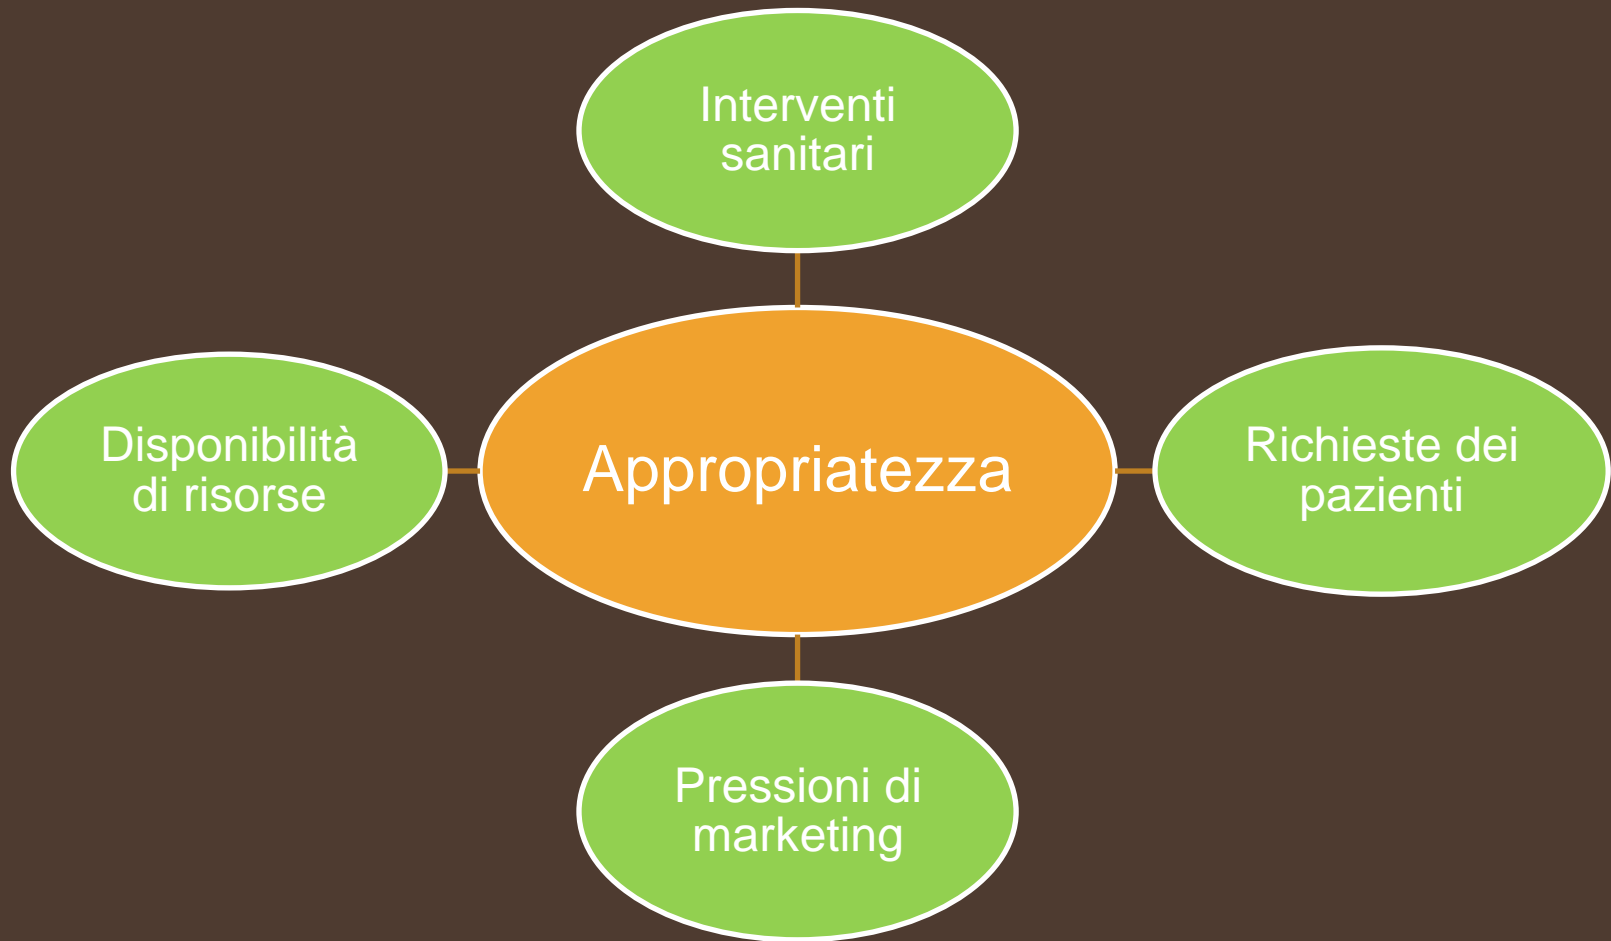 Interventi
sanitari
Disponibilità
di risorse
Appropriatezza
Richieste dei
pazienti
Pressioni di
marketing